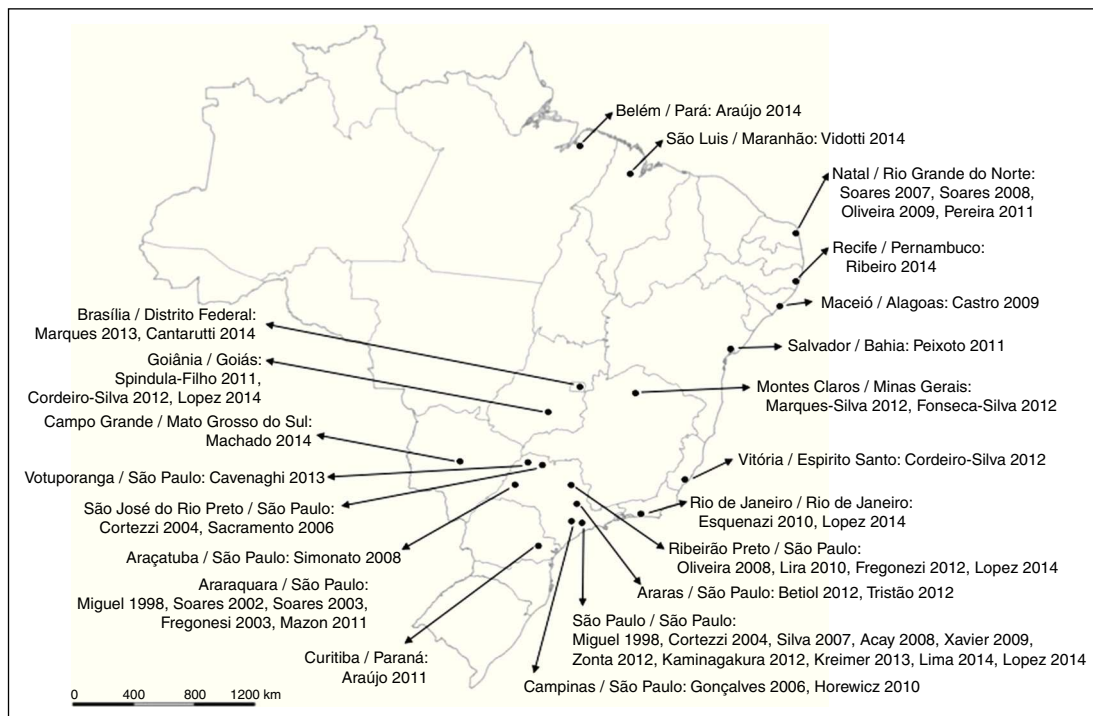 Belém / Pará: Araújo 2014
São Luis / Maranhão: Vidotti 2014
Natal / Rio Grande do Norte:
Soares 2007, Soares 2008,
Oliveira 2009, Pereira 2011
Recife / Pernambuco:
Ribeiro 2014
Maceió / Alagoas: Castro 2009
Salvador / Bahia: Peixoto 2011
Montes Claros / Minas Gerais:
Marques-Silva 2012, Fonseca-Silva 2012
Vitória / Espirito Santo: Cordeiro-Silva 2012
Rio de Janeiro / Rio de Janeiro:
Esquenazi 2010, Lopez 2014
Ribeirão Preto / São Paulo:
Oliveira 2008, Lira 2010, Fregonezi 2012, Lopez 2014
Araras / São Paulo: Betiol 2012, Tristão 2012
São Paulo / São Paulo:
Miguel 1998, Cortezzi 2004, Silva 2007, Acay 2008, Xavier 2009,
Zonta 2012, Kaminagakura 2012, Kreimer 2013, Lima 2014, Lopez 2014
Campinas / São Paulo: Gonçalves 2006, Horewicz 2010
Brasília / Distrito Federal:
Marques 2013, Cantarutti 2014
Goiânia / Goiás:
Spindula-Filho 2011,
Cordeiro-Silva 2012, Lopez 2014
Campo Grande / Mato Grosso do Sul:
Machado 2014
Votuporanga / São Paulo: Cavenaghi 2013
São José do Rio Preto / São Paulo:
Cortezzi 2004, Sacramento 2006
Araçatuba / São Paulo: Simonato 2008
Araraquara / São Paulo:
Miguel 1998, Soares 2002, Soares 2003,
Fregonesi 2003, Mazon 2011
Curitiba / Paraná:
Araújo 2011
0 400 800 1200 km